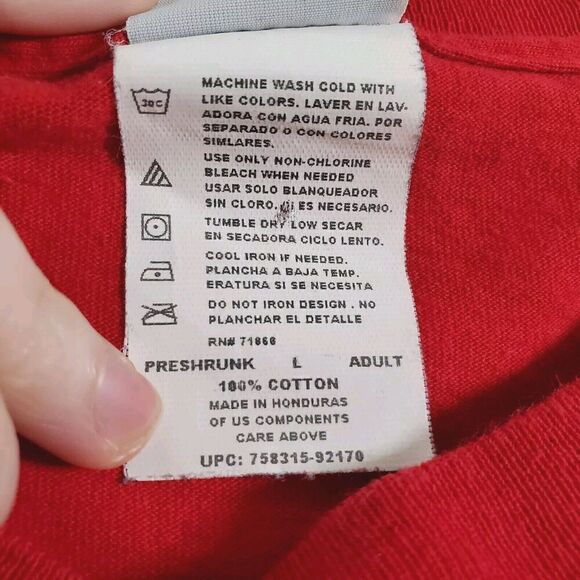 30C
MACHINE WASH COLD WITH
LIKE COLORS. LAVER EN LAV-
ADORA CON AGUA FRIA. POR
SEPARADO O CON COLORES
SIMLARES.
USE ONLY NON-CHLORINE
BLEACH WHEN NEEDED
USAR SOLO BLANQUEADOR
SIN CLORO. SI ES NECESARIO.
TUMBLE DRY LOW SECAR
EN SECADORA CICLO LENTO.
COOL IRON IF NEEDED.
PLANCHA A BAJA TEMP.
ERATURA SI SE NECESITA
DO NOT IRON DESIGN . NO
PLANCHAR EL DETALLE
RN# 71866
PRESHRUNK L ADULT
100% COTTON
MADE IN HONDURAS
OF US COMPONENTS
CARE ABOVE
UPC: 758315-92170